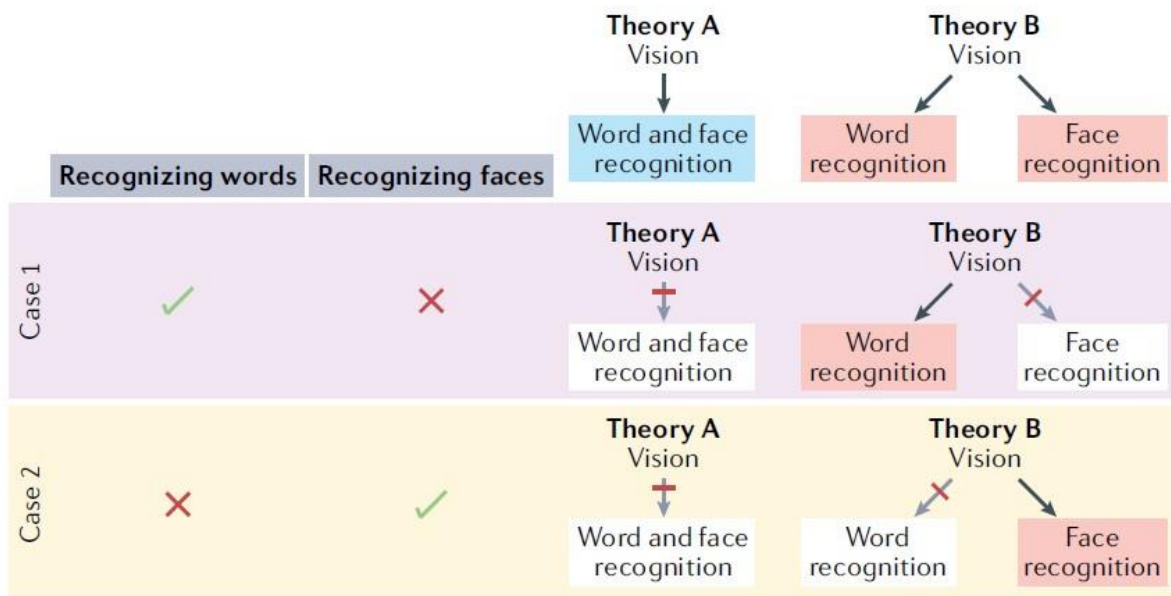 Theory A
Vision
Theory B
Vision
Word and face
recognition
Word
recognition
Face
recognition
Recognizing words
Recognizing faces
Case 1
Theory A
Vision
Theory B
Vision
Word and face
recognition
Word
recognition
Face
recognition
Case 2
Theory A
Vision
Theory B
Vision
Word and face
recognition
Word
recognition
Face
recognition